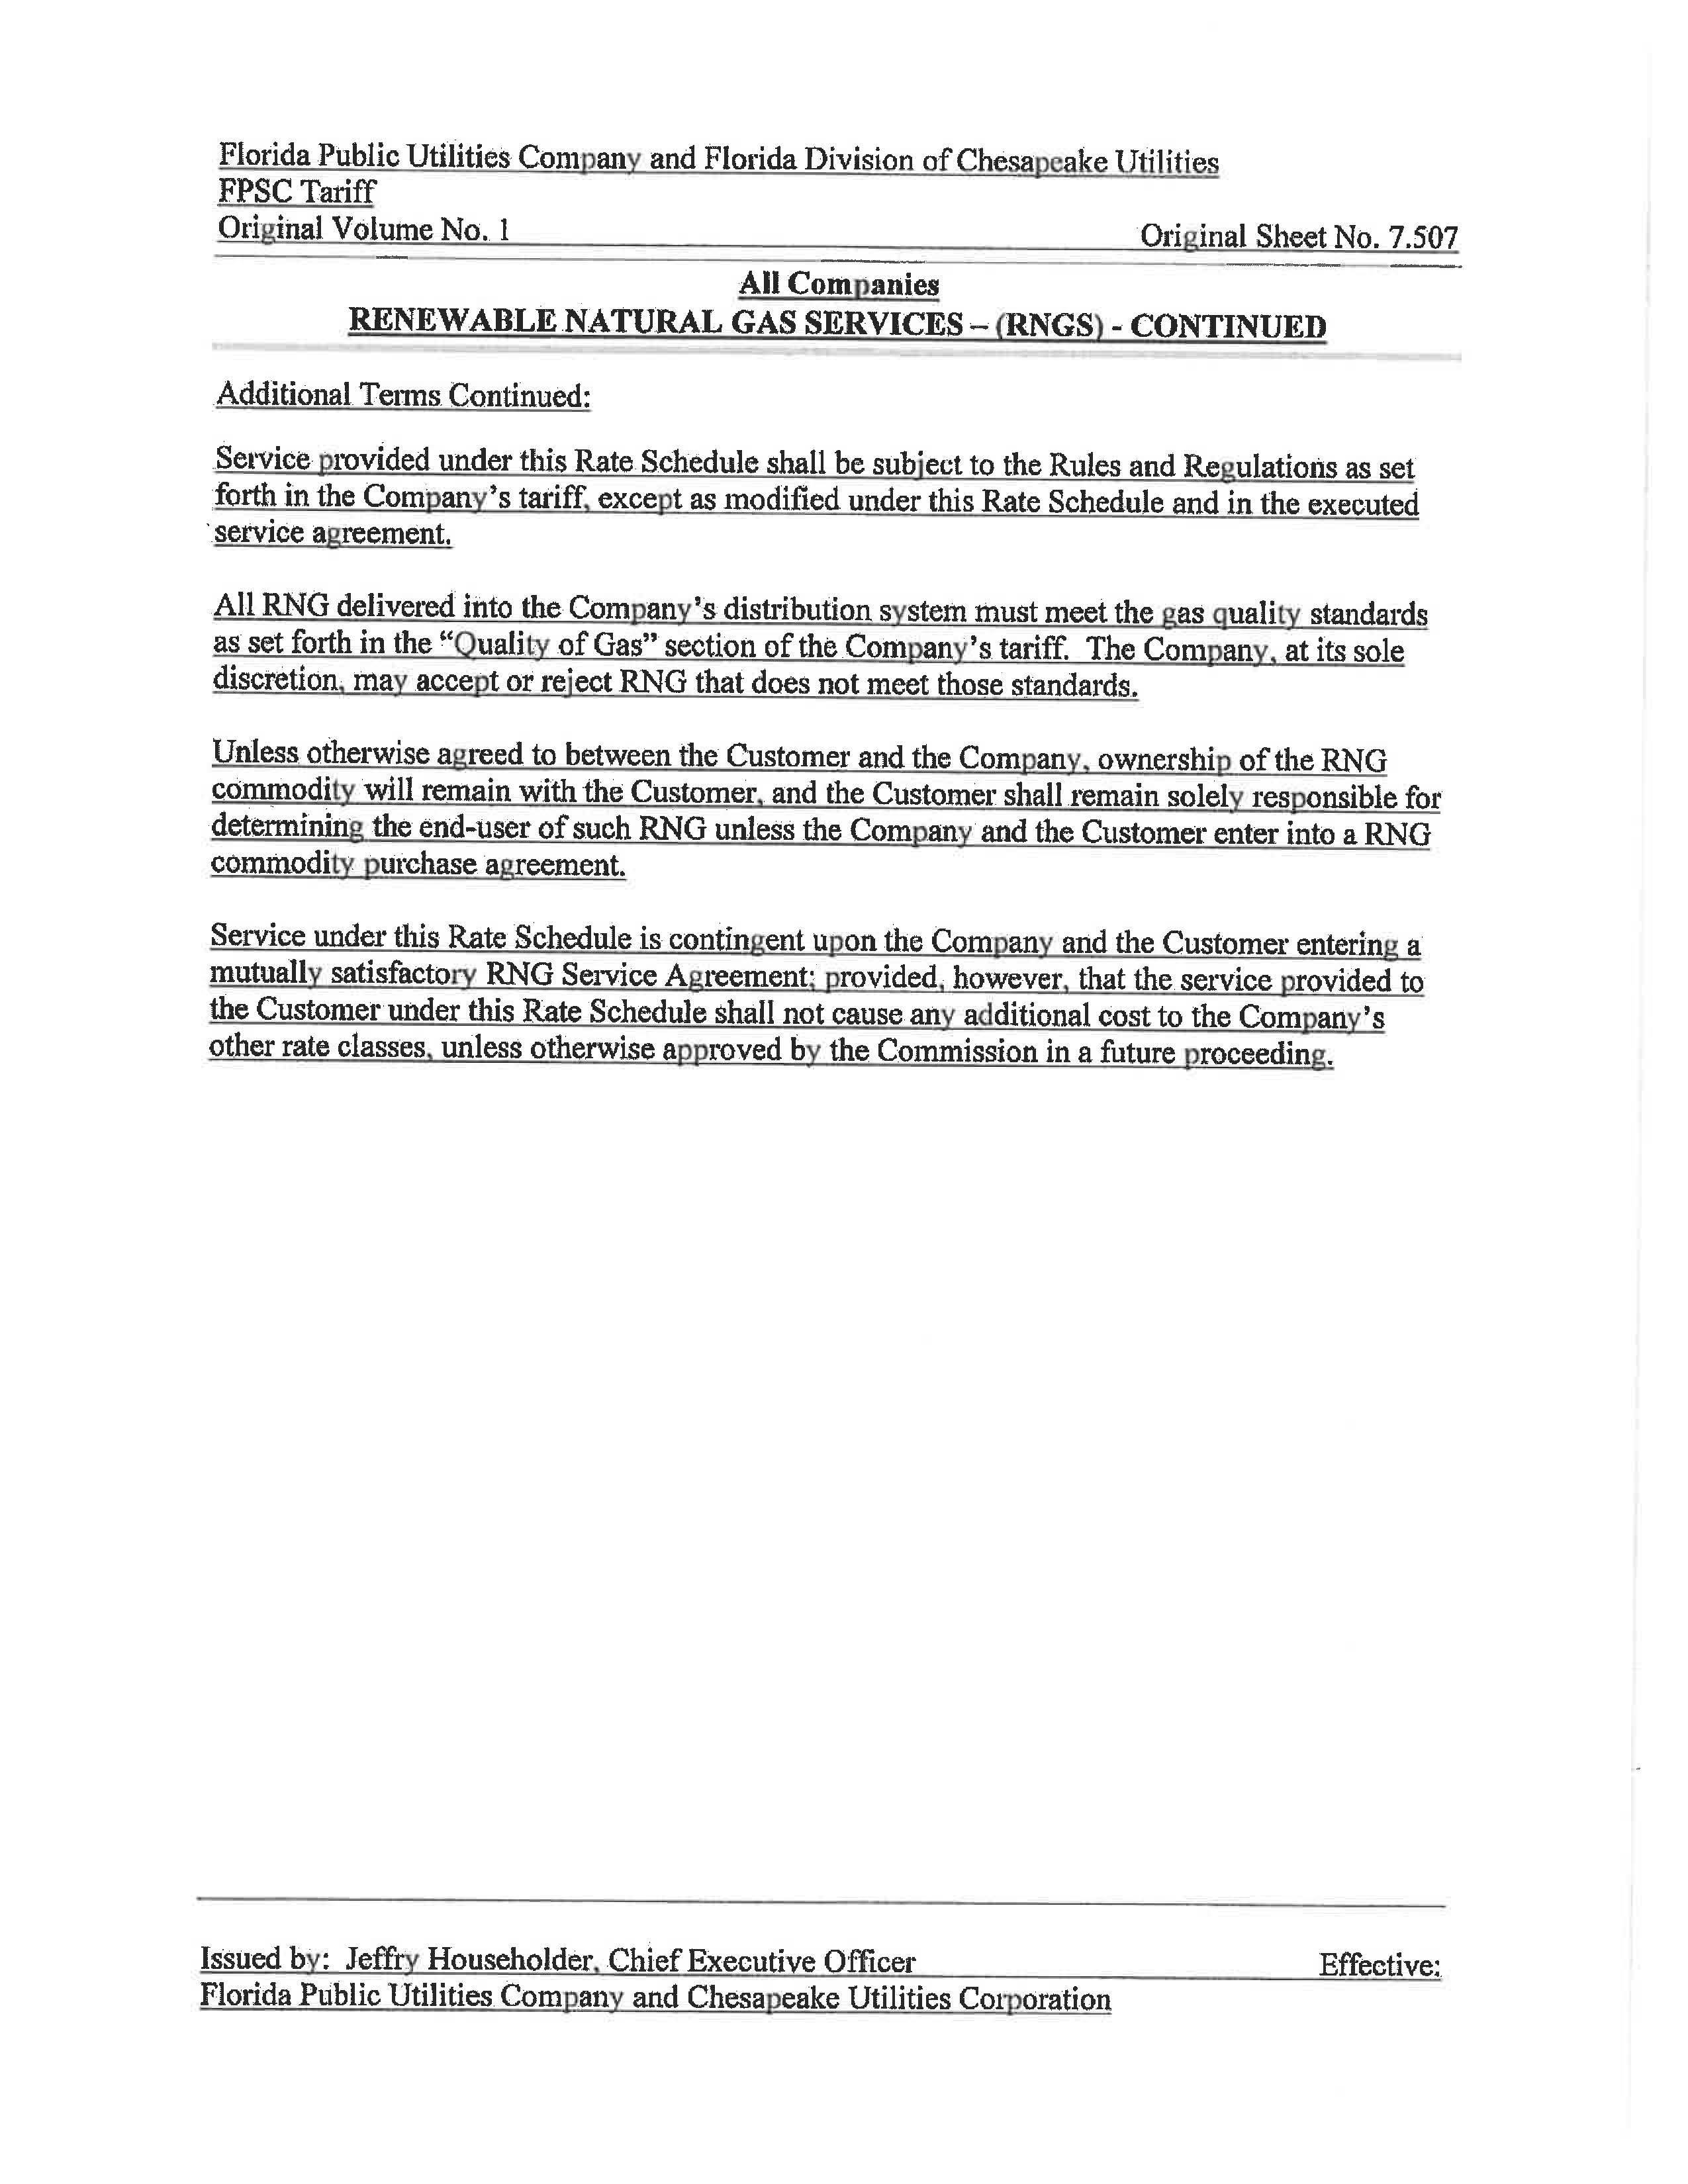 Florida Public Utilities Company and Florida Division of Chesapeake Utilities
FPSC Tariff
Original Volume No. 1 Original Sheet No. 7.507
All Companies
RENEWABLE NATURAL GAS SERVICES – (RNGS) - CONTINUED
Additional Terms Continued:
Service provided under this Rate Schedule shall be subject to the Rules and Regulations as set
forth in the Company's tariff, except as modified under this Rate Schedule and in the executed
service agreement.
All RNG delivered into the Company's distribution system must meet the gas quality standards
as set forth in the “Quality of Gas” section of the Company's tariff. The Company, at its sole
discretion, may accept or reject RNG that does not meet those standards.
Unless otherwise agreed to between the Customer and the Company, ownership of the RNG
commodity will remain with the Customer, and the Customer shall remain solely responsible for
determining the end-user of such RNG unless the Company and the Customer enter into a RNG
commodity purchase agreement.
Service under this Rate Schedule is contingent upon the Company and the Customer entering a
mutually satisfactory RNG Service Agreement; provided, however, that the service provided to
the Customer under this Rate Schedule shall not cause any additional cost to the Company's
other rate classes, unless otherwise approved by the Commission in a future proceeding.
Issued by: Jeffry Householder, Chief Executive Officer Effective:
Florida Public Utilities Company and Chesapeake Utilities Corporation